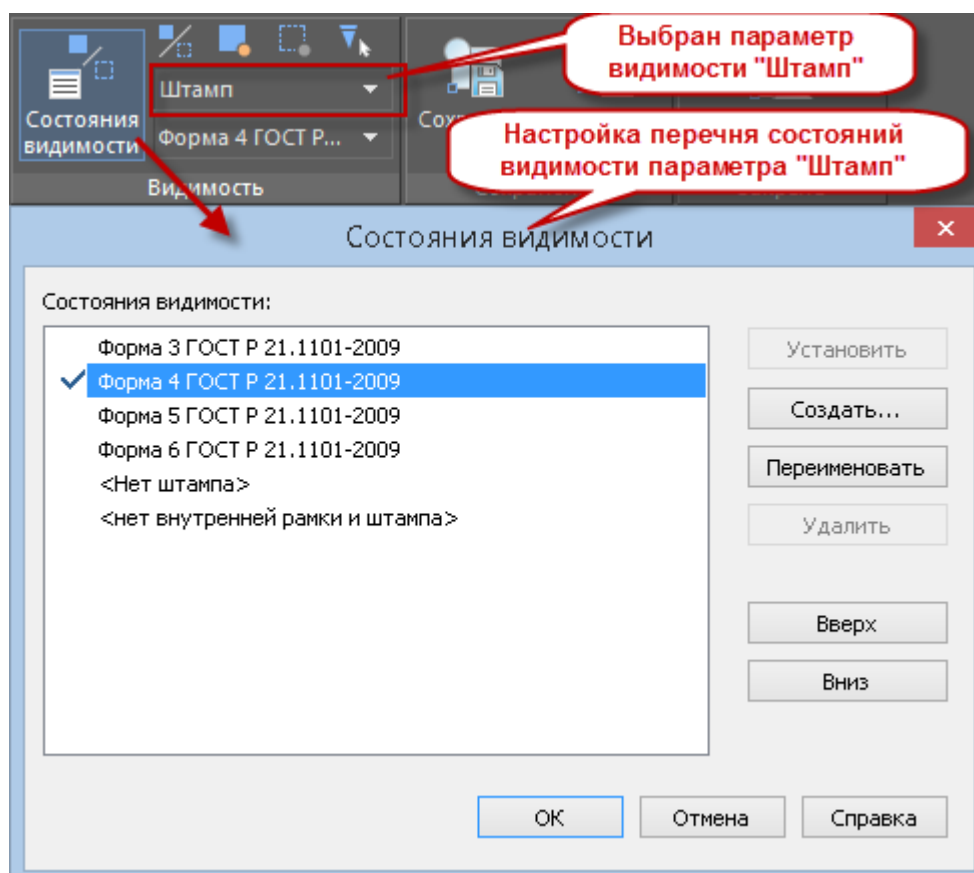 Выбран параметр
видимости "Штамп"
Штамп
Состояния
видимости
Форма 4 ГОСТ Р...
Настройка перечня состояний
видимости параметра "Штамп"
Видимость
Состояния видимости
Состояния видимости:
Форма 3 ГОСТ Р 21.1101-2009
Форма 4 ГОСТ Р 21.1101-2009
Форма 5 ГОСТ Р 21.1101-2009
Форма 6 ГОСТ Р 21.1101-2009
<Нет штампа>
<нет внутренней рамки и штампа>
Установить
Создать...
Переименовать
Удалить
Вверх
Вниз
ОК
Отмена
Справка